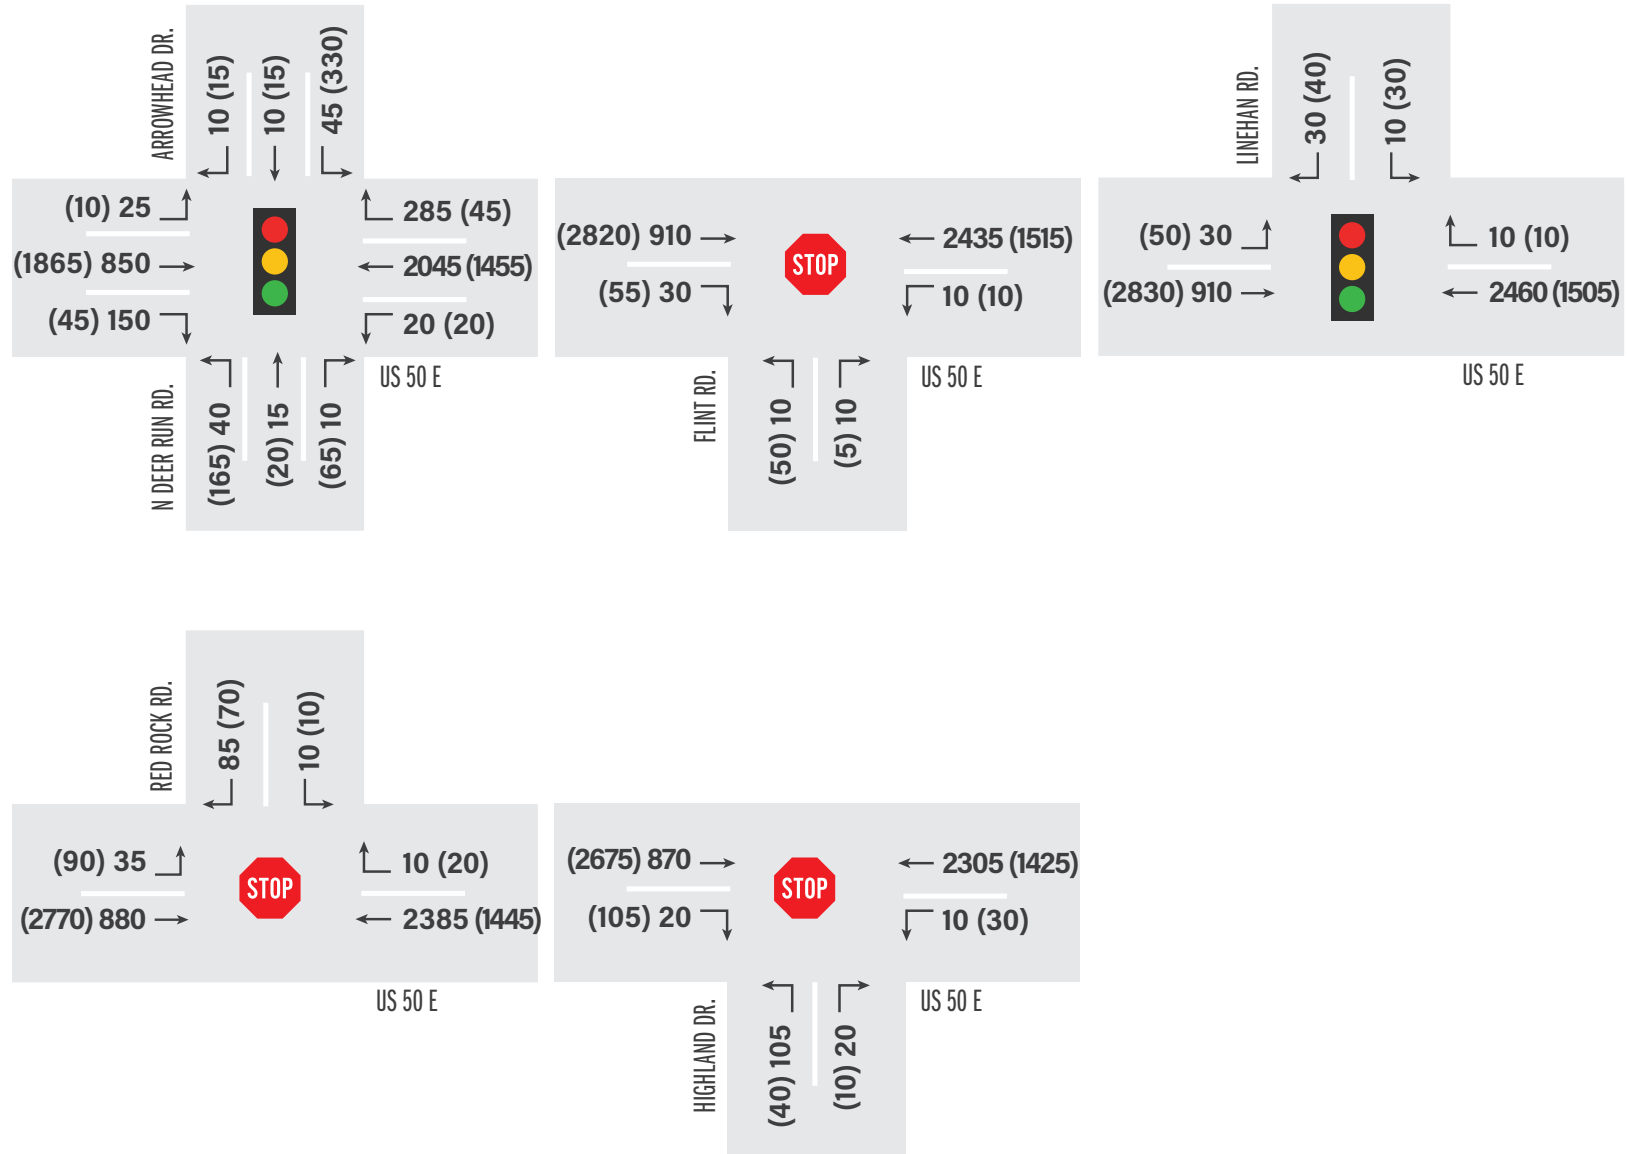 ARROWHEAD DR.
10 (15)
10 (15)
45 (330)
(10) 25
(1865) 850
(45) 150
285 (45)
2045 (1455)
20 (20)
N DEER RUN RD.
(165) 40
(20) 15
(65) 10
US 50 E
(2820) 910
(55) 30
STOP
2435 (1515)
10 (10)
FLINT RD.
(50) 10
(5) 10
US 50 E
LINEHAN RD.
30 (40)
10 (30)
(50) 30
(2830) 910
10 (10)
2460 (1505)
US 50 E
RED ROCK RD.
85 (70)
10 (10)
(90) 35
(2770) 880
STOP
10 (20)
2385 (1445)
US 50 E
(2675) 870
(105) 20
STOP
2305 (1425)
10 (30)
HIGHLAND DR.
(40) 105
(10) 20
US 50 E